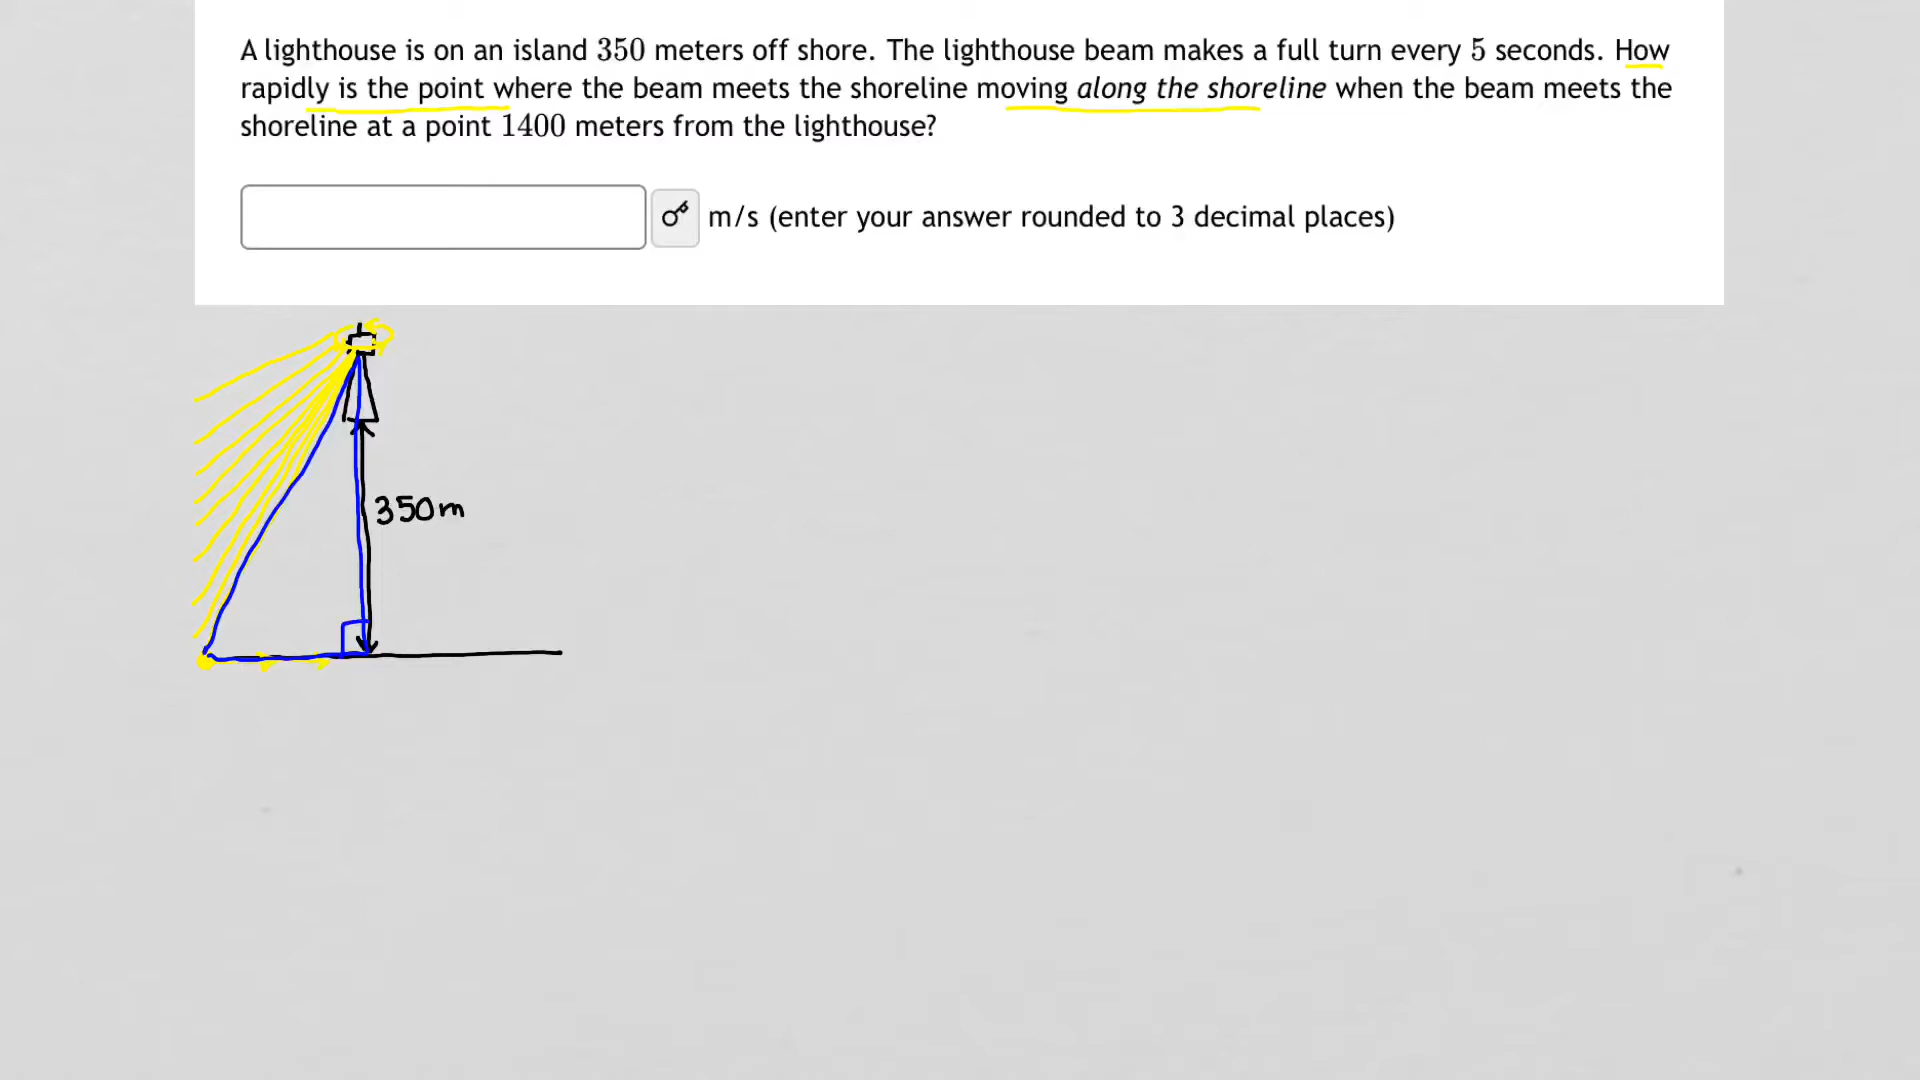 A lighthouse is on an island 350 meters off shore. The lighthouse beam makes a full turn every 5 seconds. How
rapidly is the point where the beam meets the shoreline moving along the shoreline when the beam meets the
shoreline at a point 1400 meters from the lighthouse?
m/s (enter your answer rounded to 3 decimal places)
350m